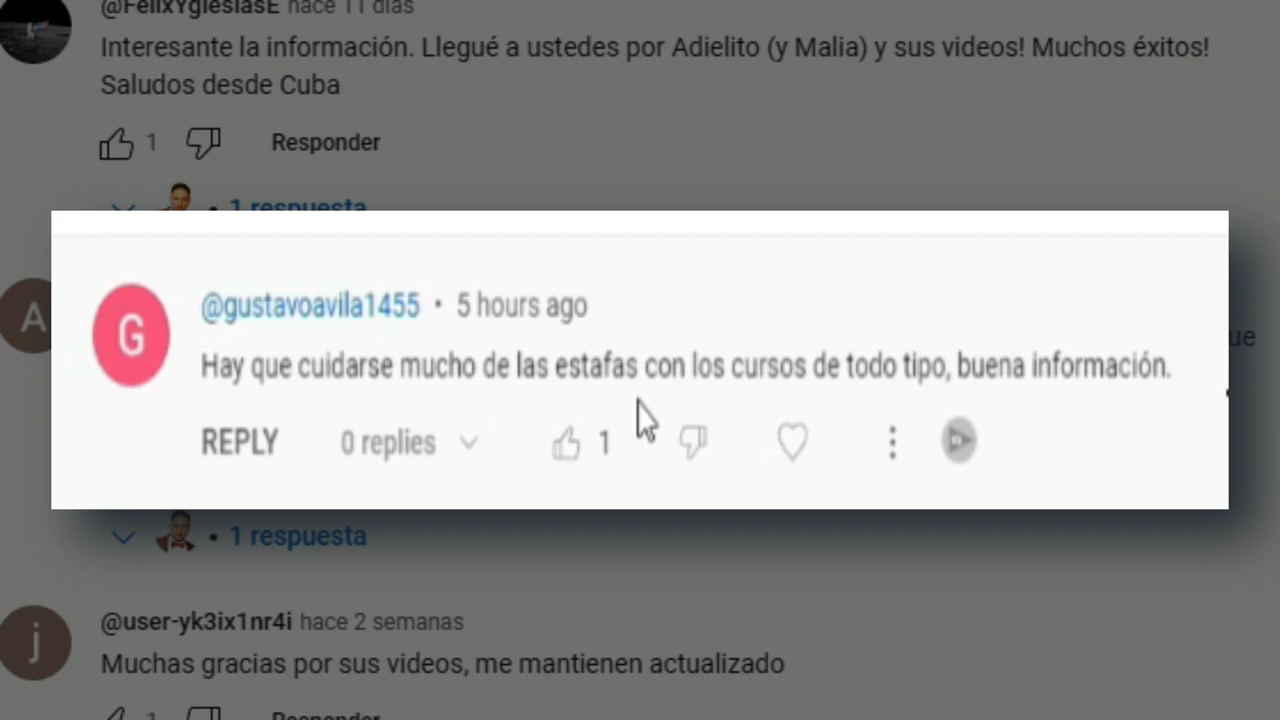 @FelixYglesiasE hace 11 días
Interesante la información. Llegué a ustedes por Adielito (y Malia) y sus videos! Muchos éxitos!
Saludos desde Cuba
1 Responder
• 1 respuesta
G
@gustavoavila1455 • 5 hours ago
A
ue
Hay que cuidarse mucho de las estafas con los cursos de todo tipo, buena información.
REPLY 0 replies 1
• 1 respuesta
j
@user-yk3ix1nr4i hace 2 semanas
Muchas gracias por sus videos, me mantienen actualizado
1 Responder